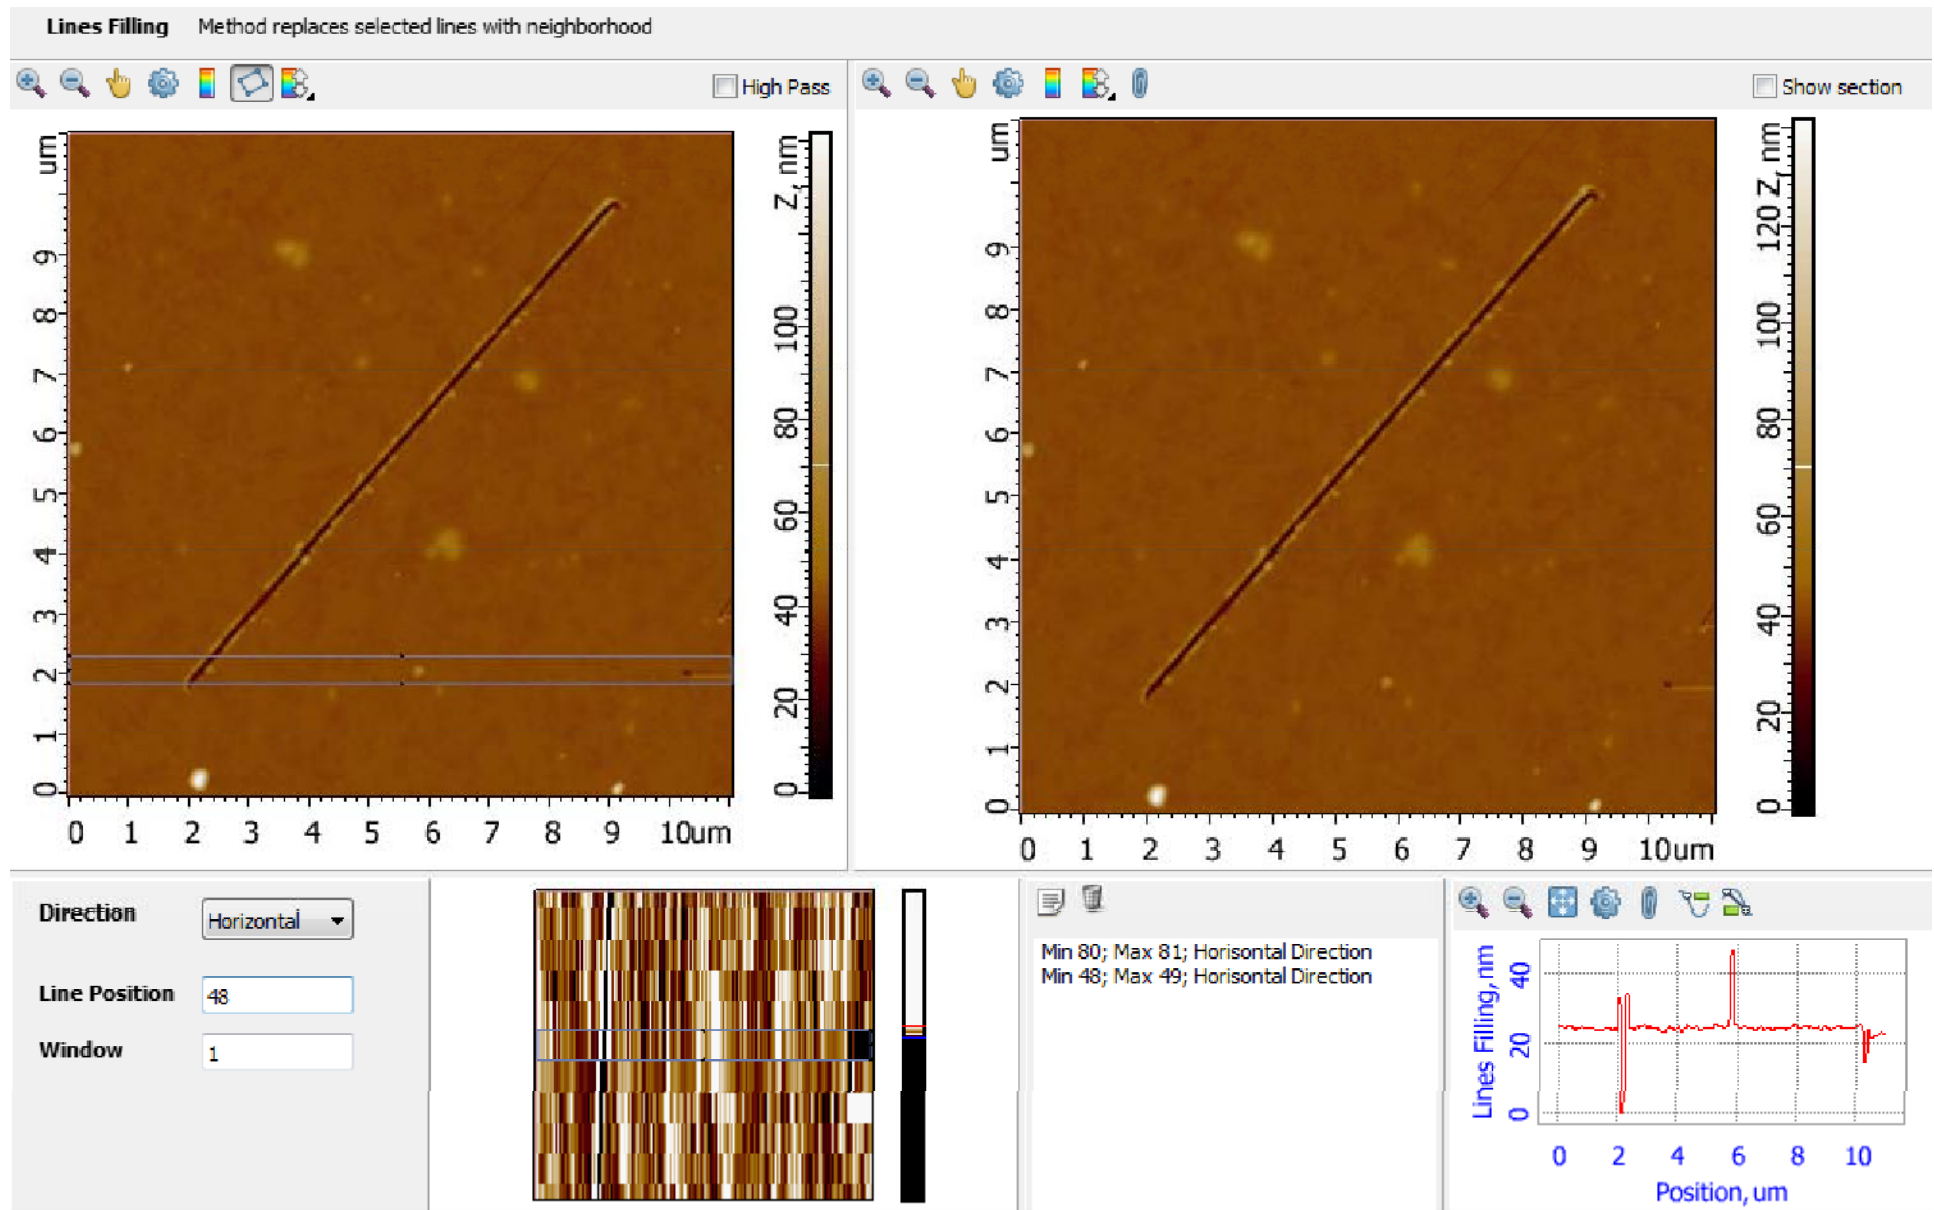 Lines Filling Method replaces selected lines with neighborhood
High Pass
Show section
um
9
8
7
6
5
4
3
2
1
0
0 1 2 3 4 5 6 7 8 9 10um
Z, nm
100
80
60
40
20
0
um
9
8
7
6
5
4
3
2
1
0
0 1 2 3 4 5 6 7 8 9 10um
Z, nm
120
100
80
60
40
20
0
Direction Horizontal
Line Position 48
Window 1
Min 80; Max 81; Horisontal Direction
Min 48; Max 49; Horisontal Direction
Lines Filling, nm
40
20
0
0 2 4 6 8 10
Position, um